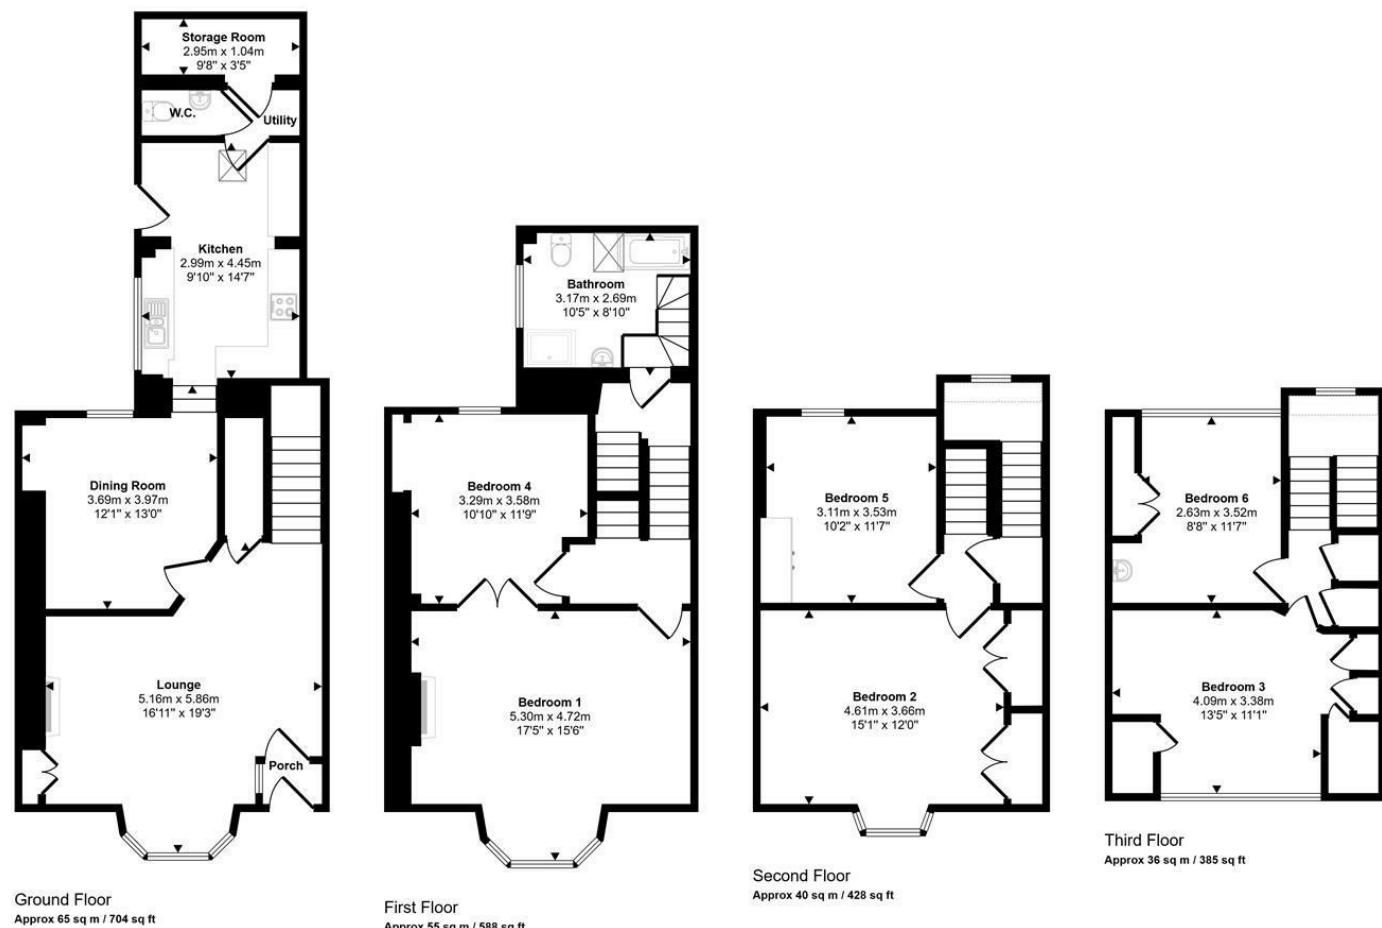 Storage Room
2.95m x 1.04m
9'8" x 3'5"
W.C.
Utility
Kitchen
2.99m x 4.45m
9'10" x 14'7"
Dining Room
3.69m x 3.97m
12'1" x 13'0"
Lounge
5.16m x 5.86m
16'11" x 19'3"
Porch
Ground Floor
Approx 65 sq m / 704 sq ft
Bathroom
3.17m x 2.69m
10'5" x 8'10"
Bedroom 4
3.29m x 3.58m
10'10" x 11'9"
Bedroom 1
5.30m x 4.72m
17'5" x 15'6"
First Floor
Approx 55 sq m / 588 sq ft
Bedroom 5
3.11m x 3.53m
10'2" x 11'7"
Bedroom 2
4.61m x 3.66m
15'1" x 12'0"
Second Floor
Approx 40 sq m / 428 sq ft
Bedroom 6
2.63m x 3.52m
8'8" x 11'7"
Bedroom 3
4.09m x 3.38m
13'5" x 11'1"
Third Floor
Approx 36 sq m / 385 sq ft